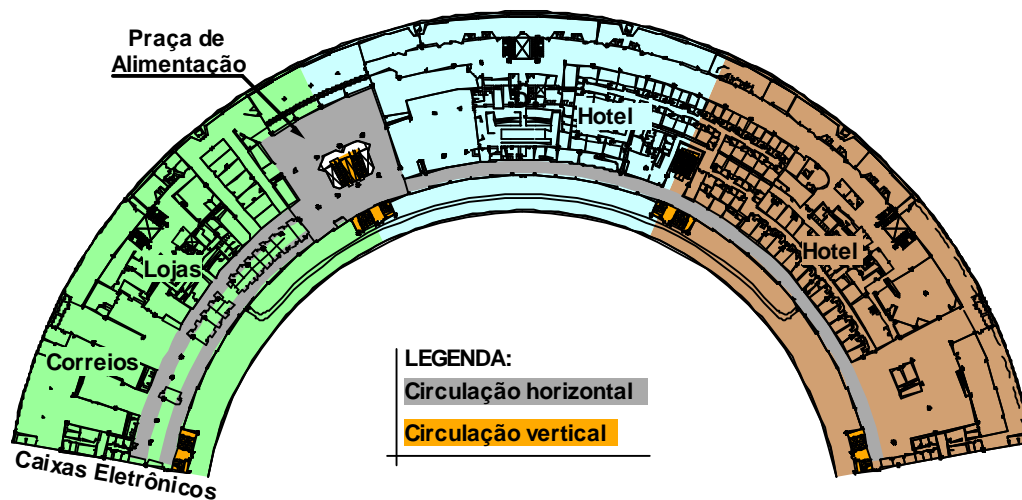 Praça de
Alimentação
Hotel
Hotel
Lojas
Correios
Caixas Eletrônicos
LEGENDA:
Circulação horizontal
Circulação vertical